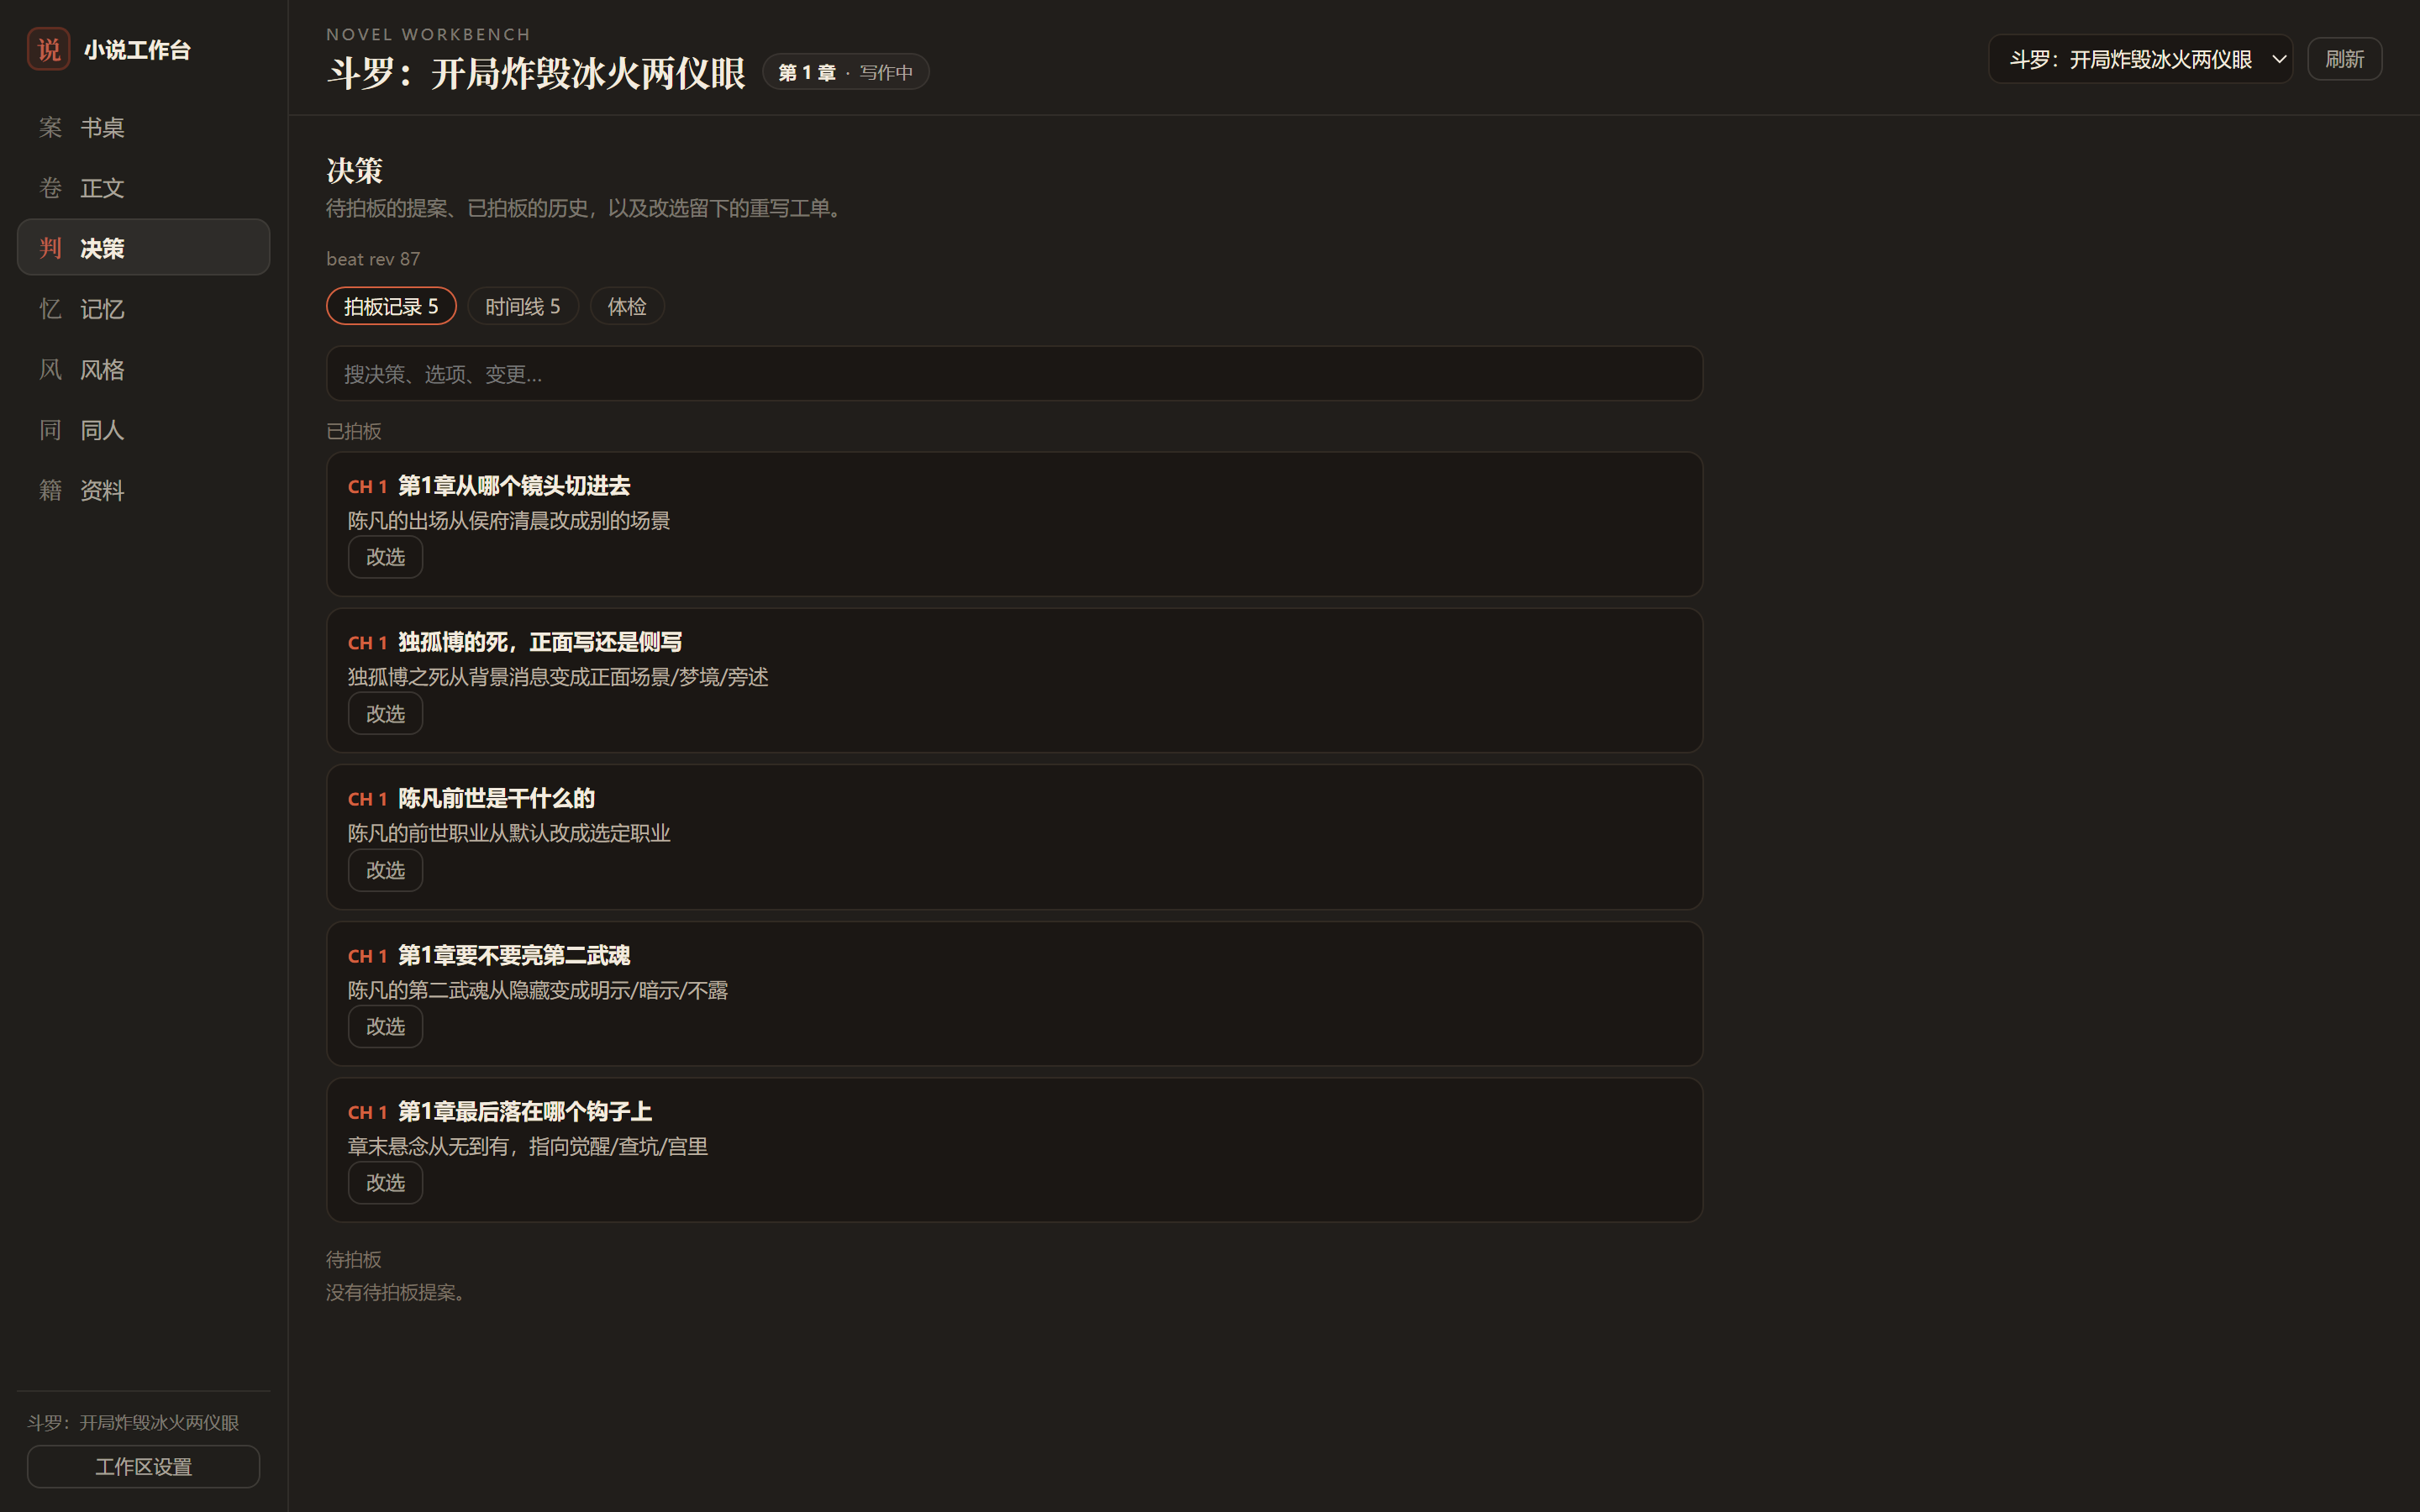 说 小说工作台
案 书桌
卷 正文
判 决策
忆 记忆
风 风格
同 同人
籍 资料
斗罗：开局炸毁冰火两仪眼
工作区设置
NOVEL WORKBENCH
斗罗：开局炸毁冰火两仪眼 第 1 章 · 写作中
斗罗：开局炸毁冰火两仪眼 刷新
决策
待拍板的提案、已拍板的历史，以及改选留下的重写工单。
beat rev 87
拍板记录 5 时间线 5 体检
搜决策、选项、变更...
已拍板
CH 1 第1章从哪个镜头切进去
陈凡的出场从侯府清晨改成别的场景
改选
CH 1 独孤博的死，正面写还是侧写
独孤博之死从背景消息变成正面场景/梦境/旁述
改选
CH 1 陈凡前世是干什么的
陈凡的前世职业从默认改成选定职业
改选
CH 1 第1章要不要亮第二武魂
陈凡的第二武魂从隐藏变成明示/暗示/不露
改选
CH 1 第1章最后落在哪个钩子上
章末悬念从无到有，指向觉醒/查坑/宫里
改选
待拍板
没有待拍板提案。